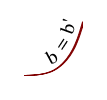 b = b'